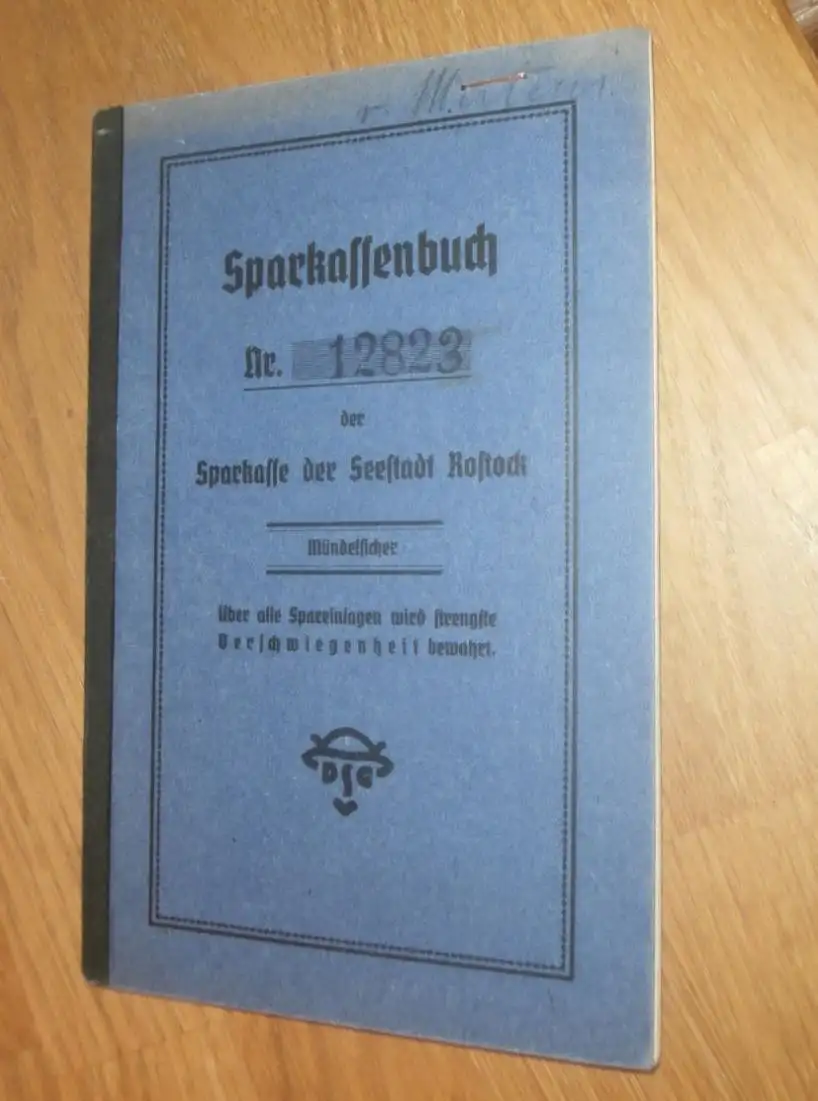 Sparkassenbuch
Nr. 12823
der
Sparkasse der Seestadt Rostock
Mündelsicher
Über alle Spareinlagen wird strengste
Verschwiegenheit bewahrt.
DSG